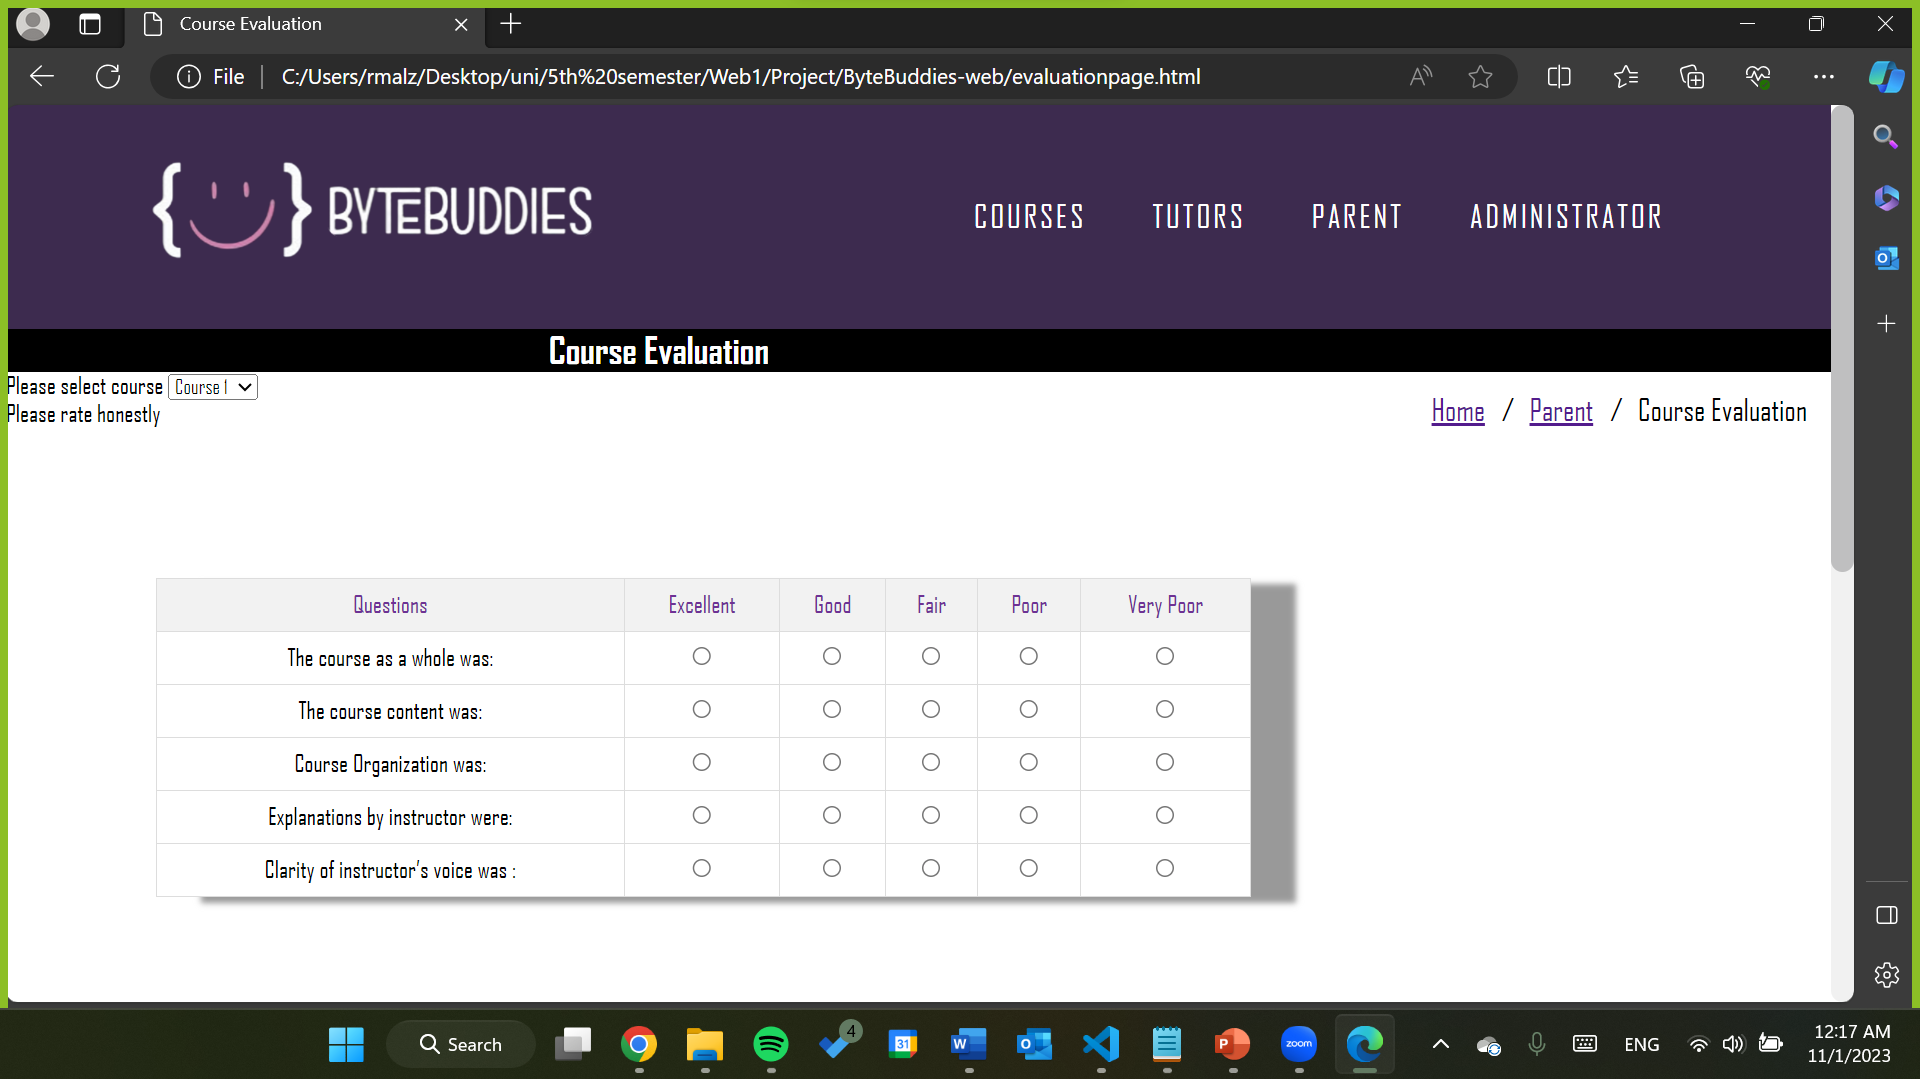 Course Evaluation
File
C:/Users/rmalz/Desktop/uni/5th%20semester/Web1/Project/ByteBuddies-web/evaluationpage.html
BYTEBUDDIES
COURSES TUTORS PARENT ADMINISTRATOR
Course Evaluation
Please select course Course 1
Please rate honestly
Home / Parent / Course Evaluation
Questions Excellent Good Fair Poor Very Poor
The course as a whole was:
The course content was:
Course Organization was:
Explanations by instructor were:
Clarity of instructor's voice was :
Search
4
31
zoom
ENG
12:17 AM
11/1/2023